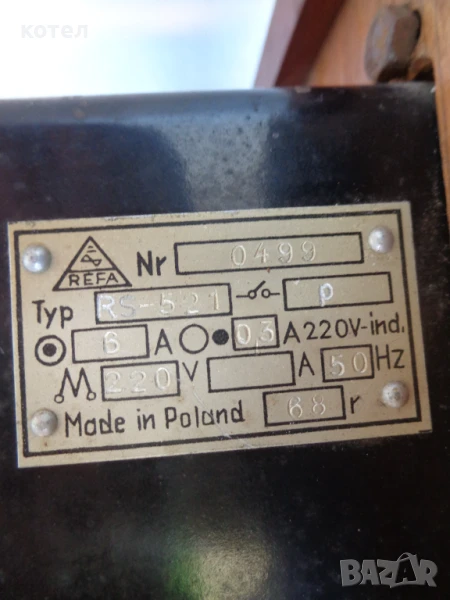 котел
REFA
Nr 0499
Typ RS-521 p
6 A 0,3 A 220V-ind.
220 V A 50 Hz
Made in Poland 68 r
BAZAR